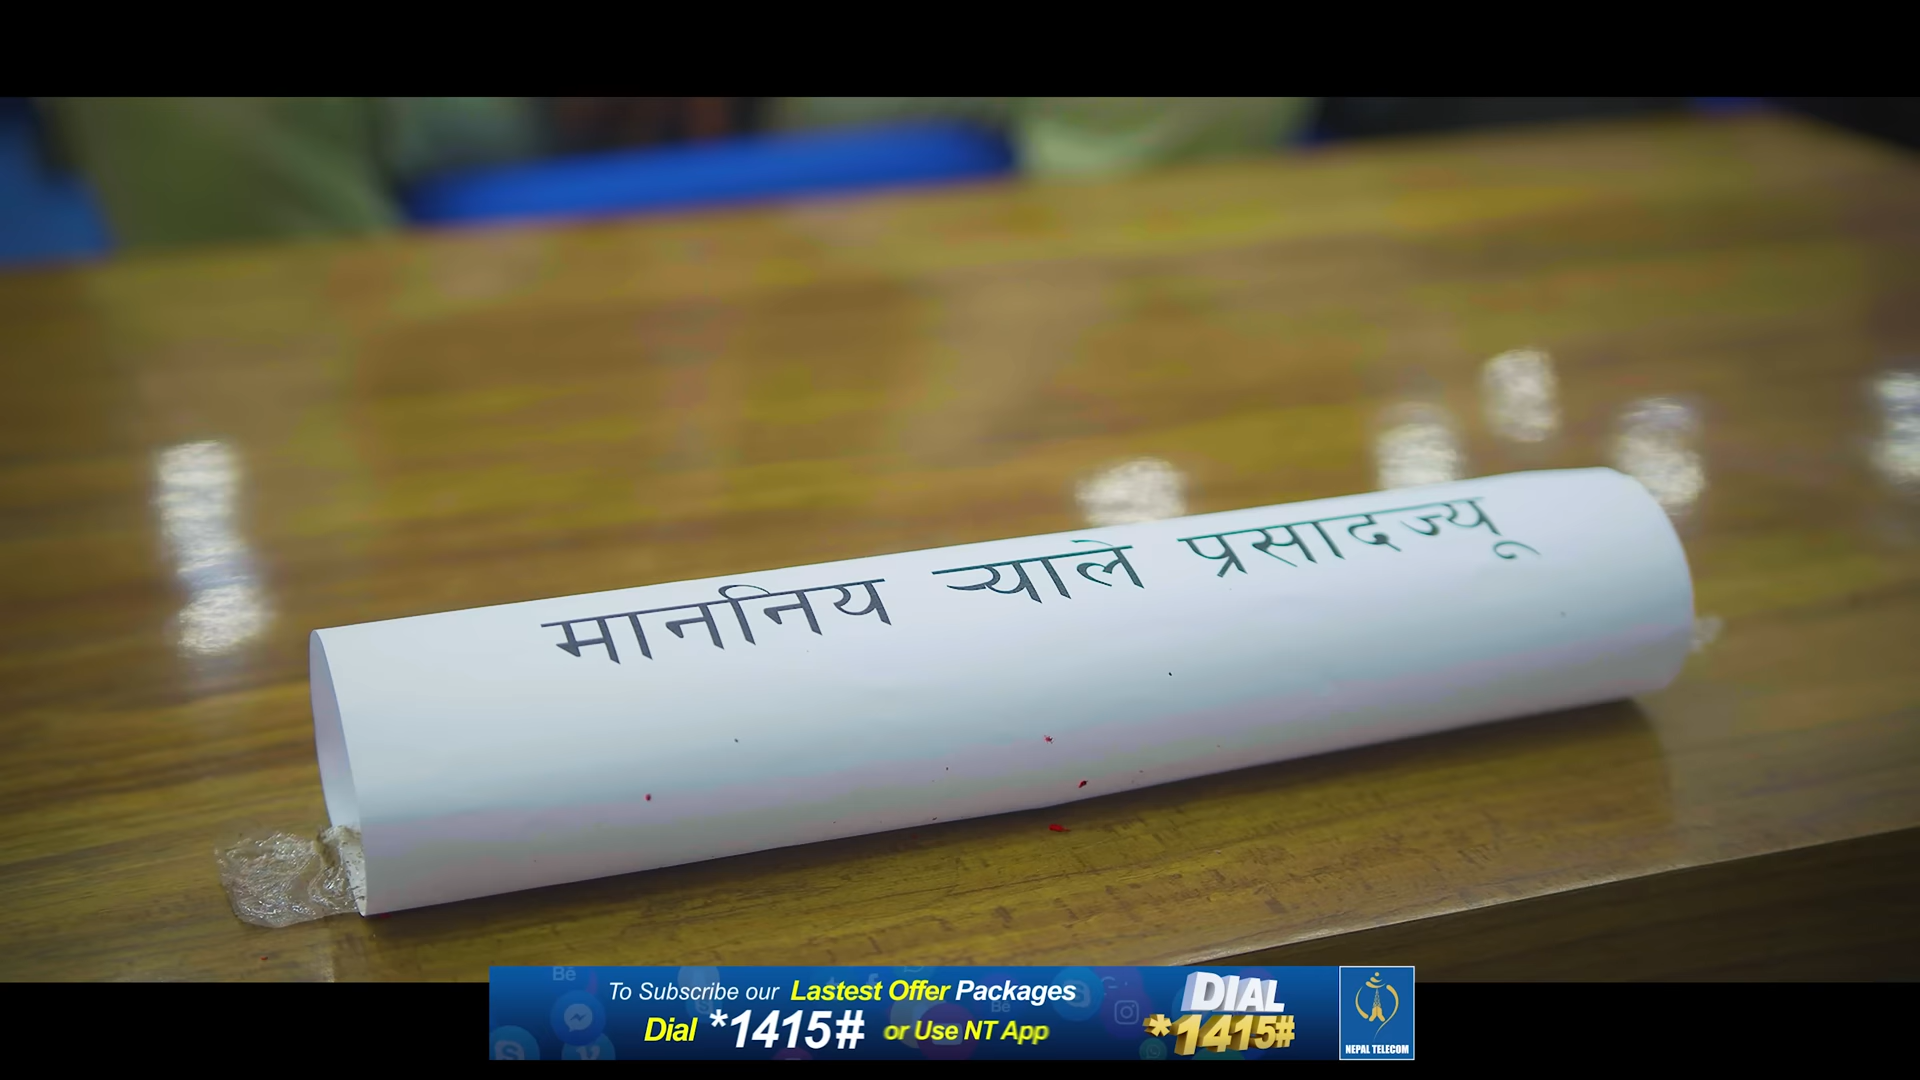 माननिय ऱ्याले प्रसादज्यू
To Subscribe our Lastest Offer Packages
Dial *1415# or Use NT App
DIAL
*1415#
NEPAL TELECOM